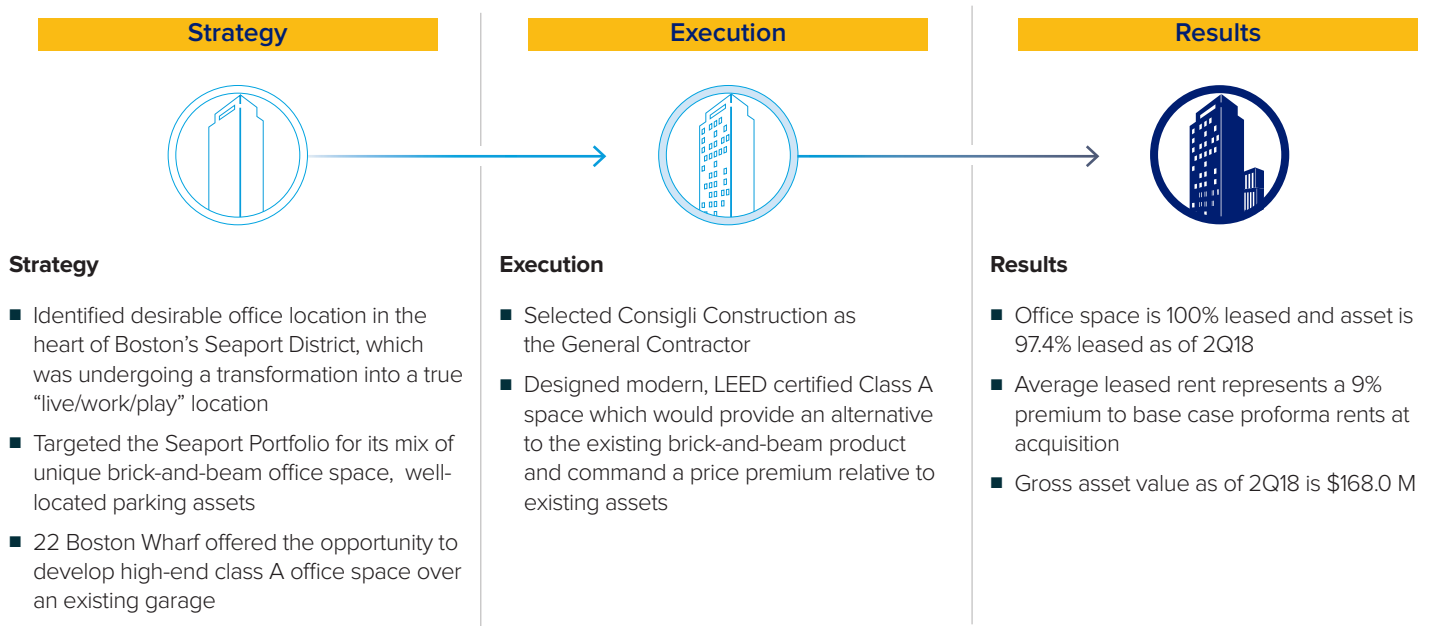 Strategy
Execution
Results
Strategy
■ Identified desirable office location in the
heart of Boston's Seaport District, which
was undergoing a transformation into a true
“live/work/play” location
■ Targeted the Seaport Portfolio for its mix of
unique brick-and-beam office space,  well-
located parking assets
■ 22 Boston Wharf offered the opportunity to
develop high-end class A office space over
an existing garage
Execution
■ Selected Consigli Construction as
the General Contractor
■ Designed modern, LEED certified Class A
space which would provide an alternative
to the existing brick-and-beam product
and command a price premium relative to
existing assets
Results
■ Office space is 100% leased and asset is
97.4% leased as of 2Q18
■ Average leased rent represents a 9%
premium to base case proforma rents at
acquisition
■ Gross asset value as of 2Q18 is $168.0 M